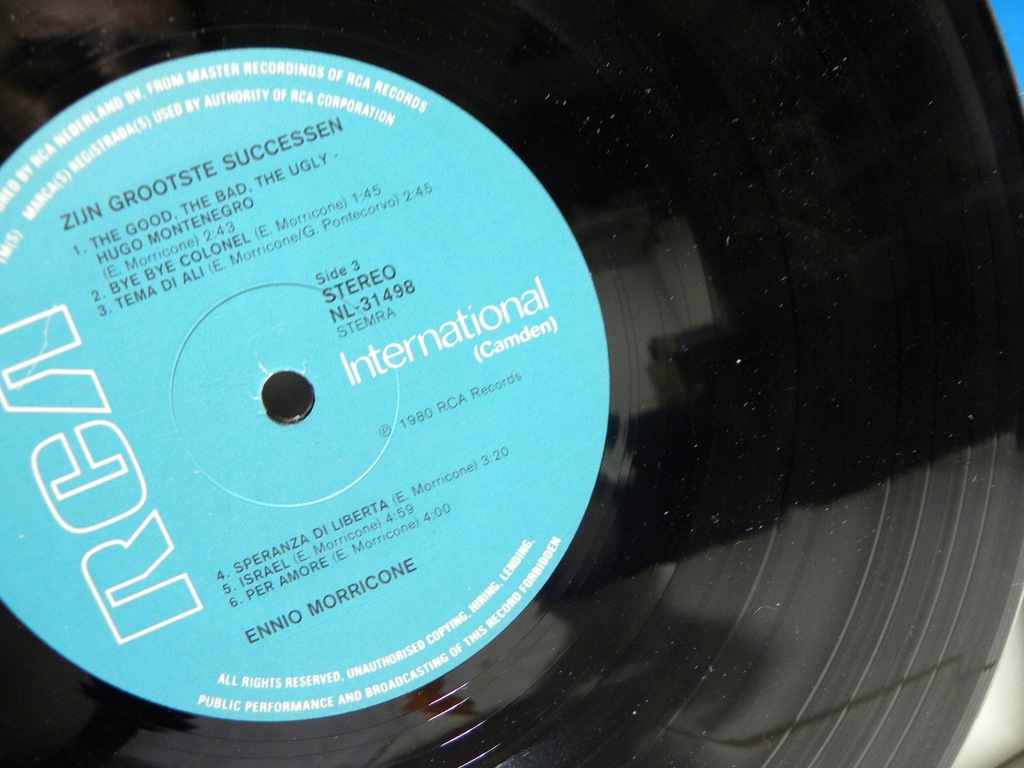 RED BY RCA NEDERLAND BV, FROM MASTER RECORDINGS OF RCA RECORDS
TM(S) MARCA(S) REGISTRADA(S) USED BY AUTHORITY OF RCA CORPORATION
ZIJN GROOTSTE SUCCESSEN
1. THE GOOD, THE BAD, THE UGLY -
HUGO MONTENEGRO
(E. Morricone) 2:43
2. BYE BYE COLONEL (E. Morricone) 1:45
3. TEMA DI ALI (E. Morricone/G. Pontecorvo) 2:45
Side 3
STEREO
NL-31498
STEMRA
RCA
International
(Camden)
℗ 1980 RCA Records
4. SPERANZA DI LIBERTA (E. Morricone) 3:20
5. ISRAEL (E. Morricone) 4:59
6. PER AMORE (E. Morricone) 4:00
ENNIO MORRICONE
ALL RIGHTS RESERVED, UNAUTHORISED COPYING, HIRING, LENDING,
PUBLIC PERFORMANCE AND BROADCASTING OF THIS RECORD FORBIDDEN